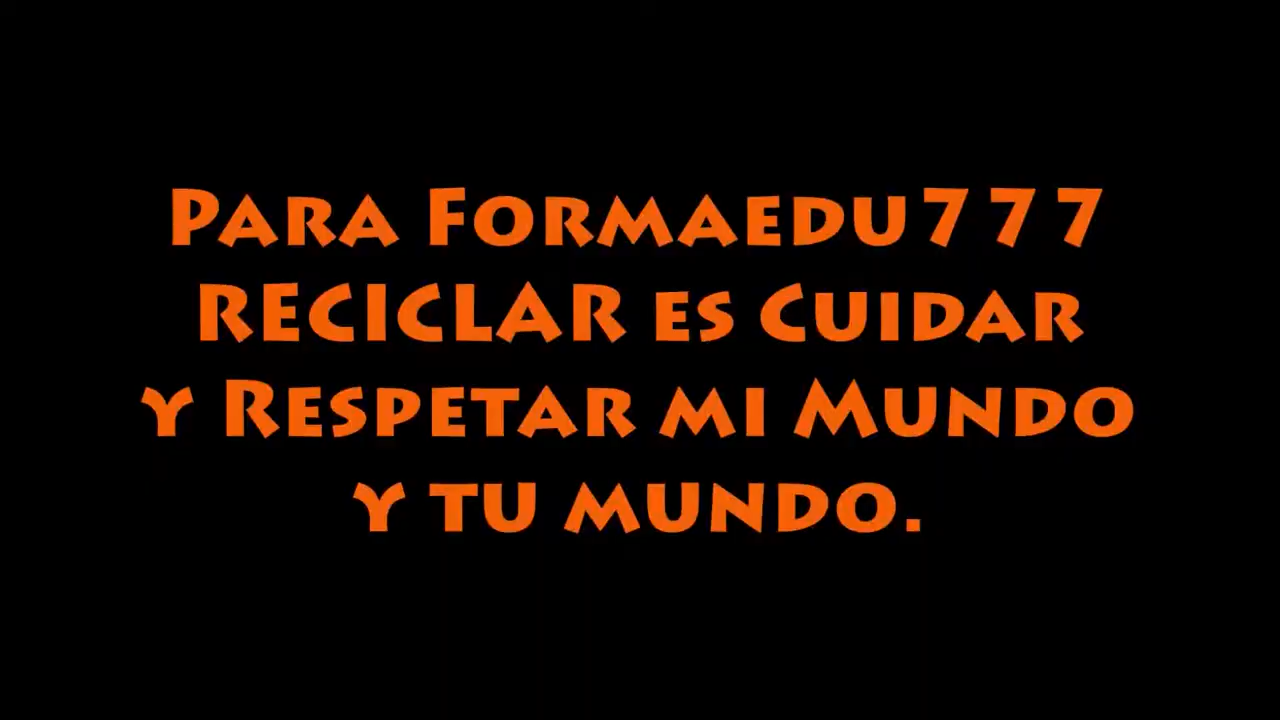 Para Formaedu777
RECICLAR es Cuidar
y Respetar mi Mundo
y tu mundo.